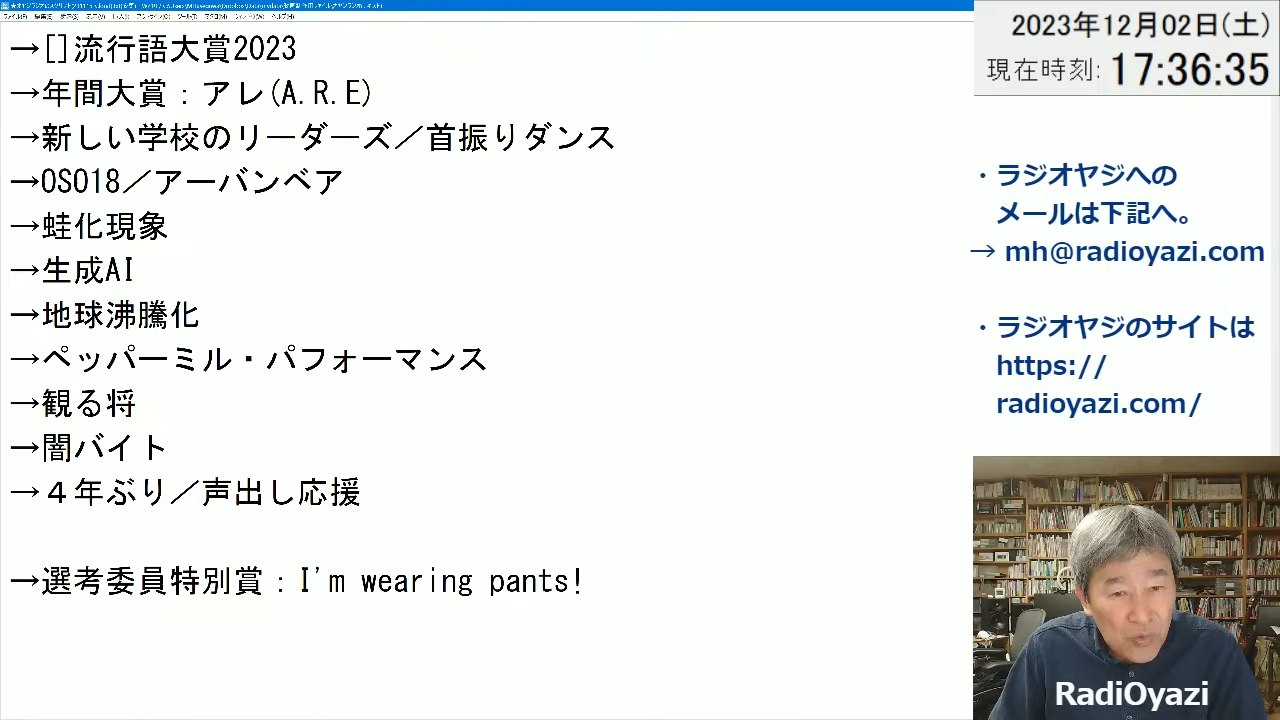 →[]流行語大賞2023
→年間大賞：アレ(A.R.E)
→新しい学校のリーダーズ／首振りダンス
→OSO18／アーバンベア
→蛙化現象
→生成AI
→地球沸騰化
→ペッパーミル・パフォーマンス
→観る将
→闇バイト
→４年ぶり／声出し応援
→選考委員特別賞：I'm wearing pants!
2023年12月02日(土)
現在時刻: 17:36:35
・ラジオヤジへの
メールは下記へ。
→ mh@radioyazi.com
・ラジオヤジのサイトは
https://
radioyazi.com/
RadiOyazi